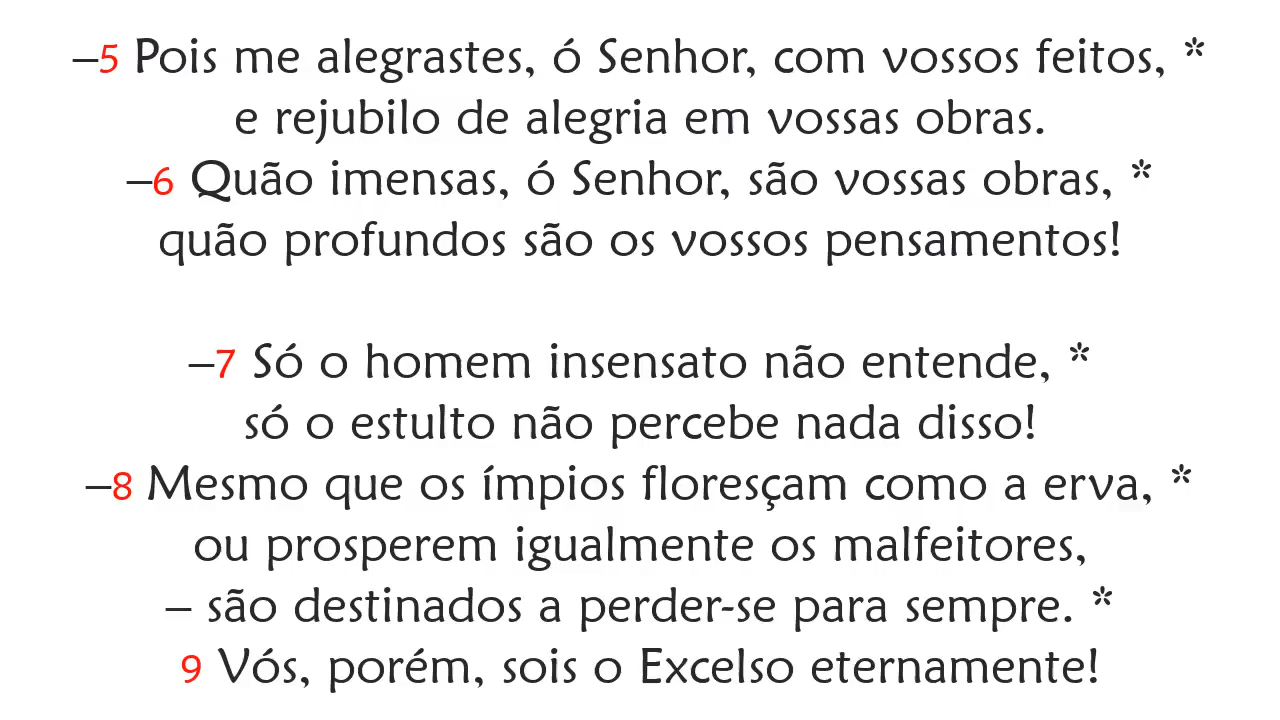 –5 Pois me alegrastes, ó Senhor, com vossos feitos, *
e rejubilo de alegria em vossas obras.
–6 Quão imensas, ó Senhor, são vossas obras, *
quão profundos são os vossos pensamentos!
–7 Só o homem insensato não entende, *
só o estulto não percebe nada disso!
–8 Mesmo que os ímpios floresçam como a erva, *
ou prosperem igualmente os malfeitores,
– são destinados a perder-se para sempre. *
9 Vós, porém, sois o Excelso eternamente!